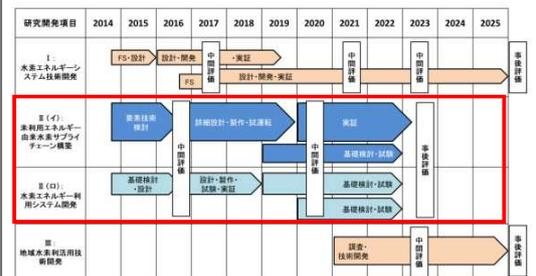 研究開発項目 2014 2015 2016 2017 2018 2019 2020 2021 2022 2023 2024 2025
Ⅰ:
水素エネルギーシ
ステム技術開発
FS・設計
設計・開発
・実証
中間評価
FS
設計・開発・実証
中間評価
中間評価
事後評価
Ⅱ(イ):
未利用エネルギー
由来水素サプライ
チェーン構築
要素技術
検討
中間評価
詳細設計・製作・試運転
中間評価
実証
基礎検討・試験
事後評価
Ⅱ(ロ):
水素エネルギー利
用システム開発
基礎検討
・設計
設計・製作・
試験・実証
基礎検討・試験
基礎検討・試験
Ⅲ:
地域水素利活用技
術開発
調査・
技術開発
中間評価
事後評価